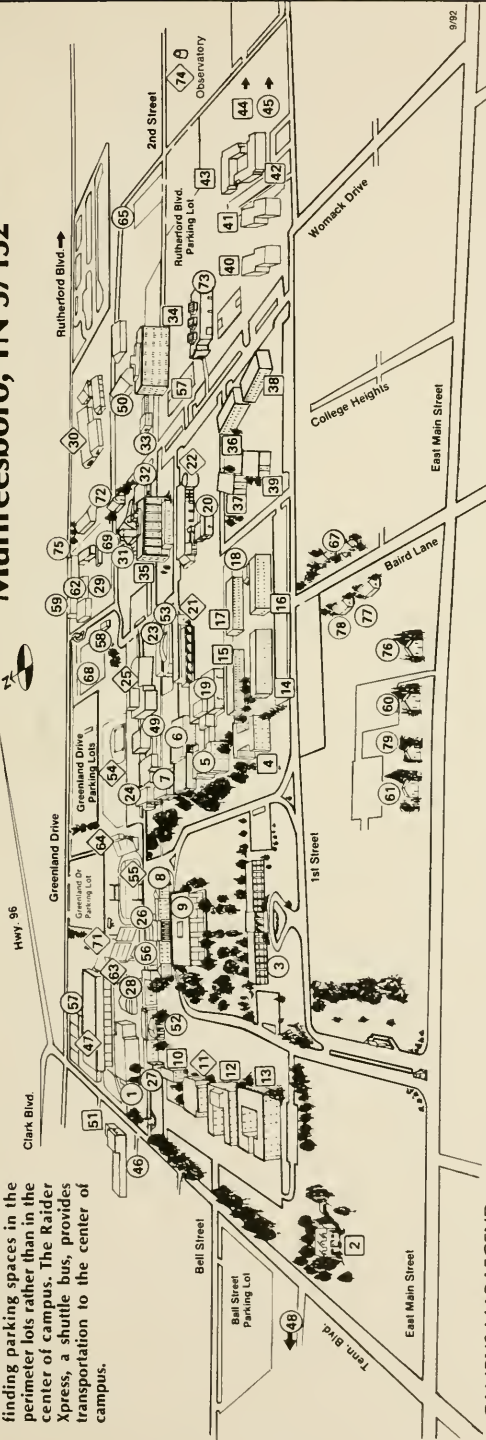 Murfreesboro, TN 37132
finding parking spaces in the
perimeter lots rather than in the
center of campus. The Raider
Xpress, a shuttle bus, provides
transportation to the center of
campus.
N
Hwy. 96
Clark Blvd.
Greenland Drive
Rutherford Blvd.
2nd Street
74
Observatory
Greenland Dr
Parking Lot
Greenland Drive
Parking Lots
Rutherford Blvd.
Parking Lot
51
47
57
46
1
63
71
28
27
56
26
55
64
54
24
25
68
58
59
62
29
75
69
72
30
31
32
50
33
34
65
43
44
45
10
11
12
13
52
9
8
7
6
5
49
23
53
35
21
22
20
57
73
40
41
42
3
4
19
15
14
17
18
16
37
36
39
38
Bell Street
Ball Street
Parking Lot
48
2
Tenn. Blvd.
1st Street
East Main Street
61
79
60
76
78
77
67
Baird Lane
College Heights
East Main Street
Womack Drive
9/92